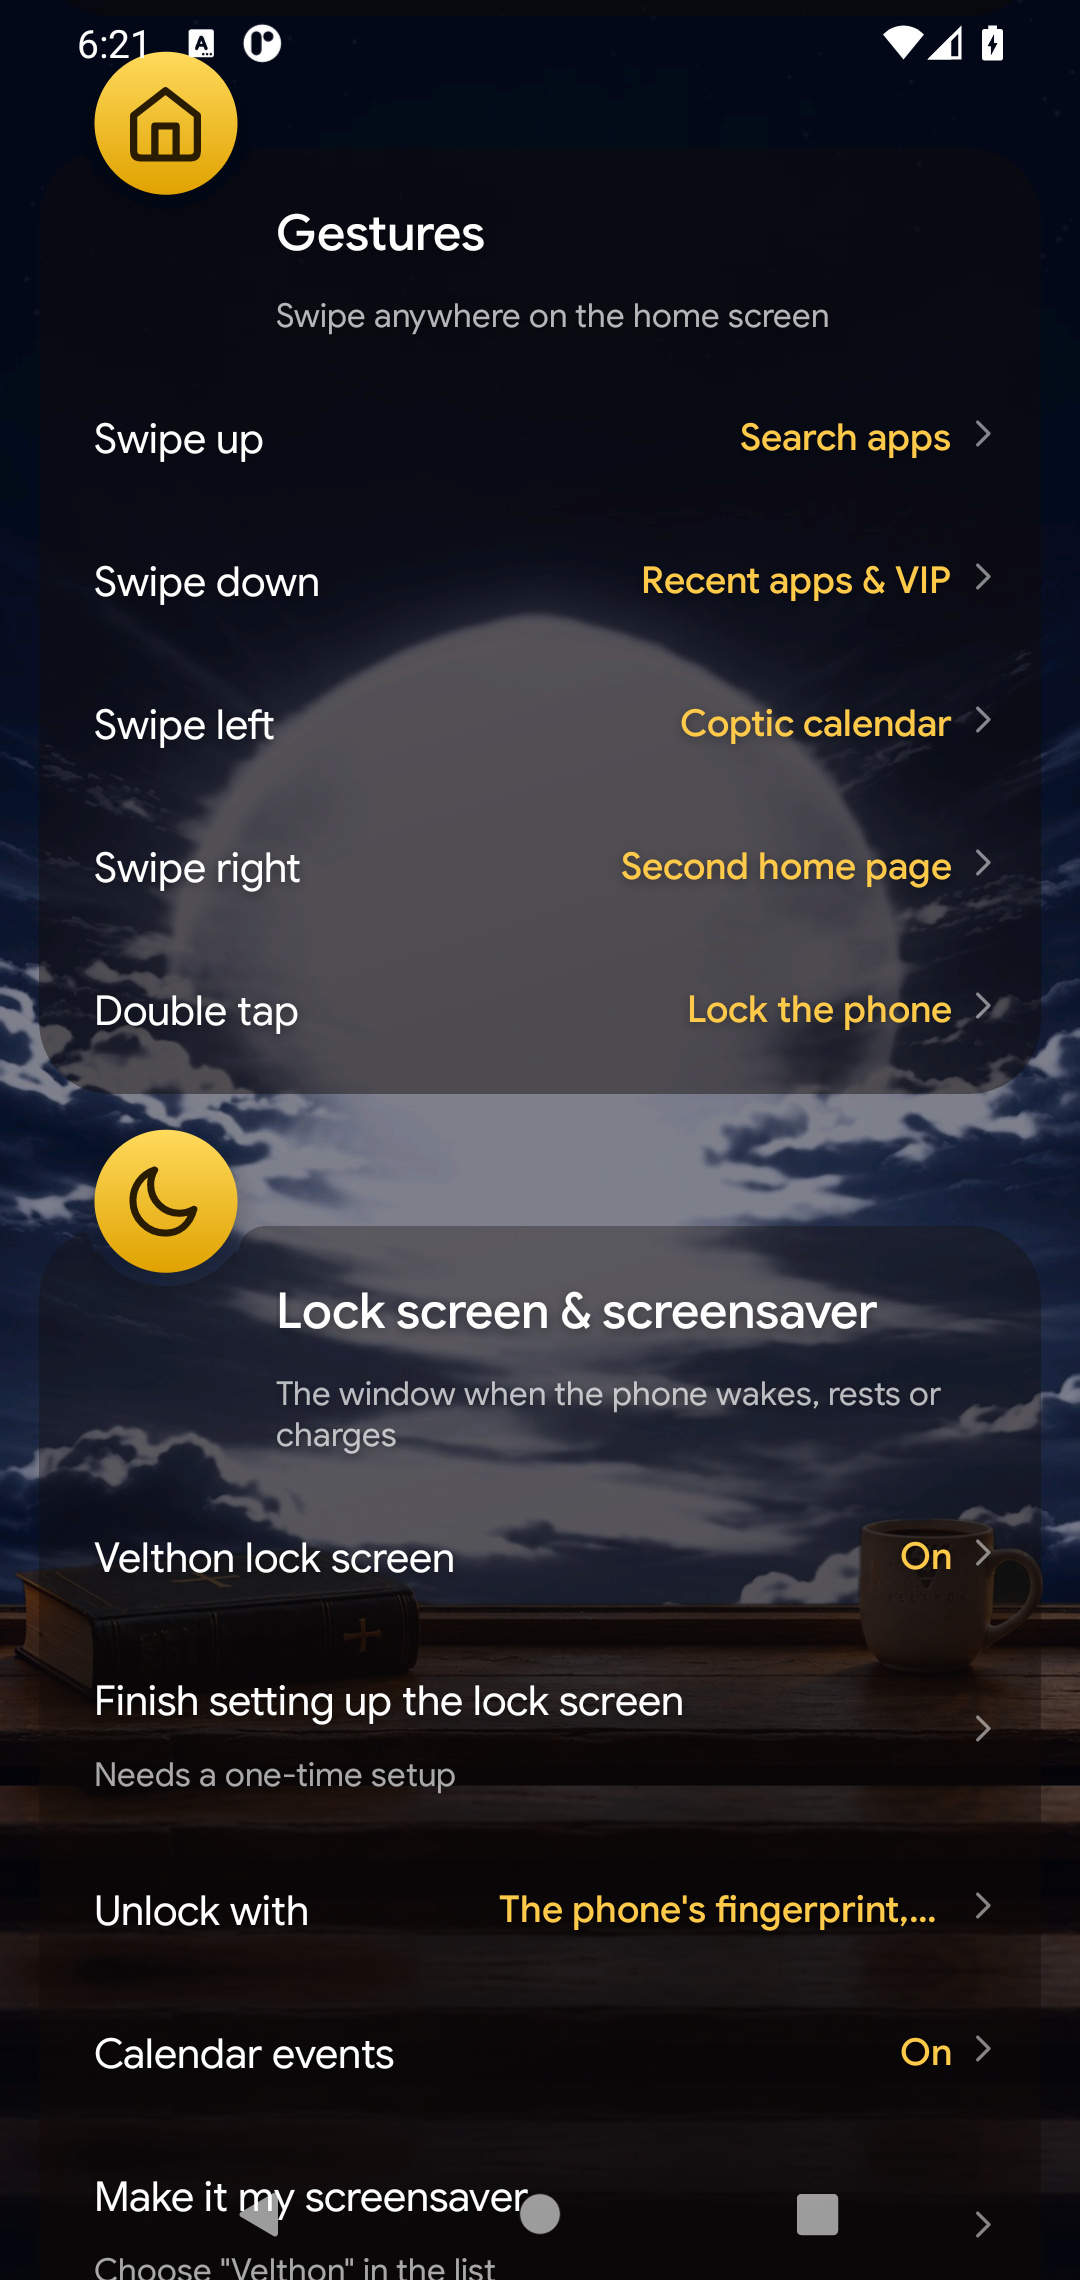 6:21
Gestures
Swipe anywhere on the home screen
Swipe up Search apps
Swipe down Recent apps & VIP
Swipe left Coptic calendar
Swipe right Second home page
Double tap Lock the phone
Lock screen & screensaver
The window when the phone wakes, rests or
charges
Velthon lock screen On
Finish setting up the lock screen
Needs a one-time setup
Unlock with The phone's fingerprint,...
Calendar events On
Make it my screensaver
Choose "Velthon" in the list